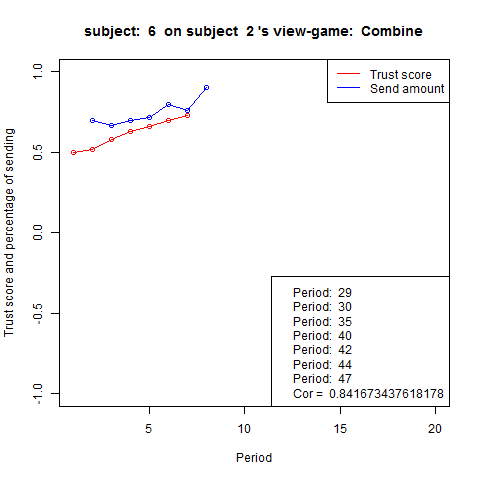 subject:  6  on subject  2 's view-game:  Combine
Trust score
Send amount
Trust score and percentage of sending
1.0
0.5
0.0
-0.5
-1.0
Period:  29
Period:  30
Period:  35
Period:  40
Period:  42
Period:  44
Period:  47
Cor =  0.841673437618178
5
10
15
20
Period